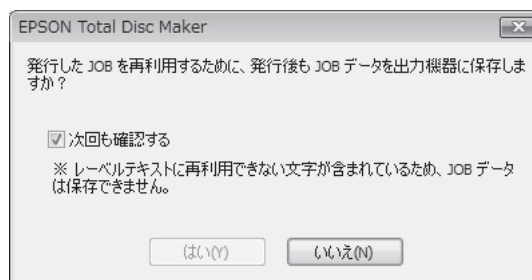 EPSON Total Disc Maker
発行した JOB を再利用するために、発行後も JOB データを出力機器に保存しま
すか？
次回も確認する
※ レーベルテキストに再利用できない文字が含まれているため、JOB データ
は保存できません。
はい(Y)
いいえ(N)